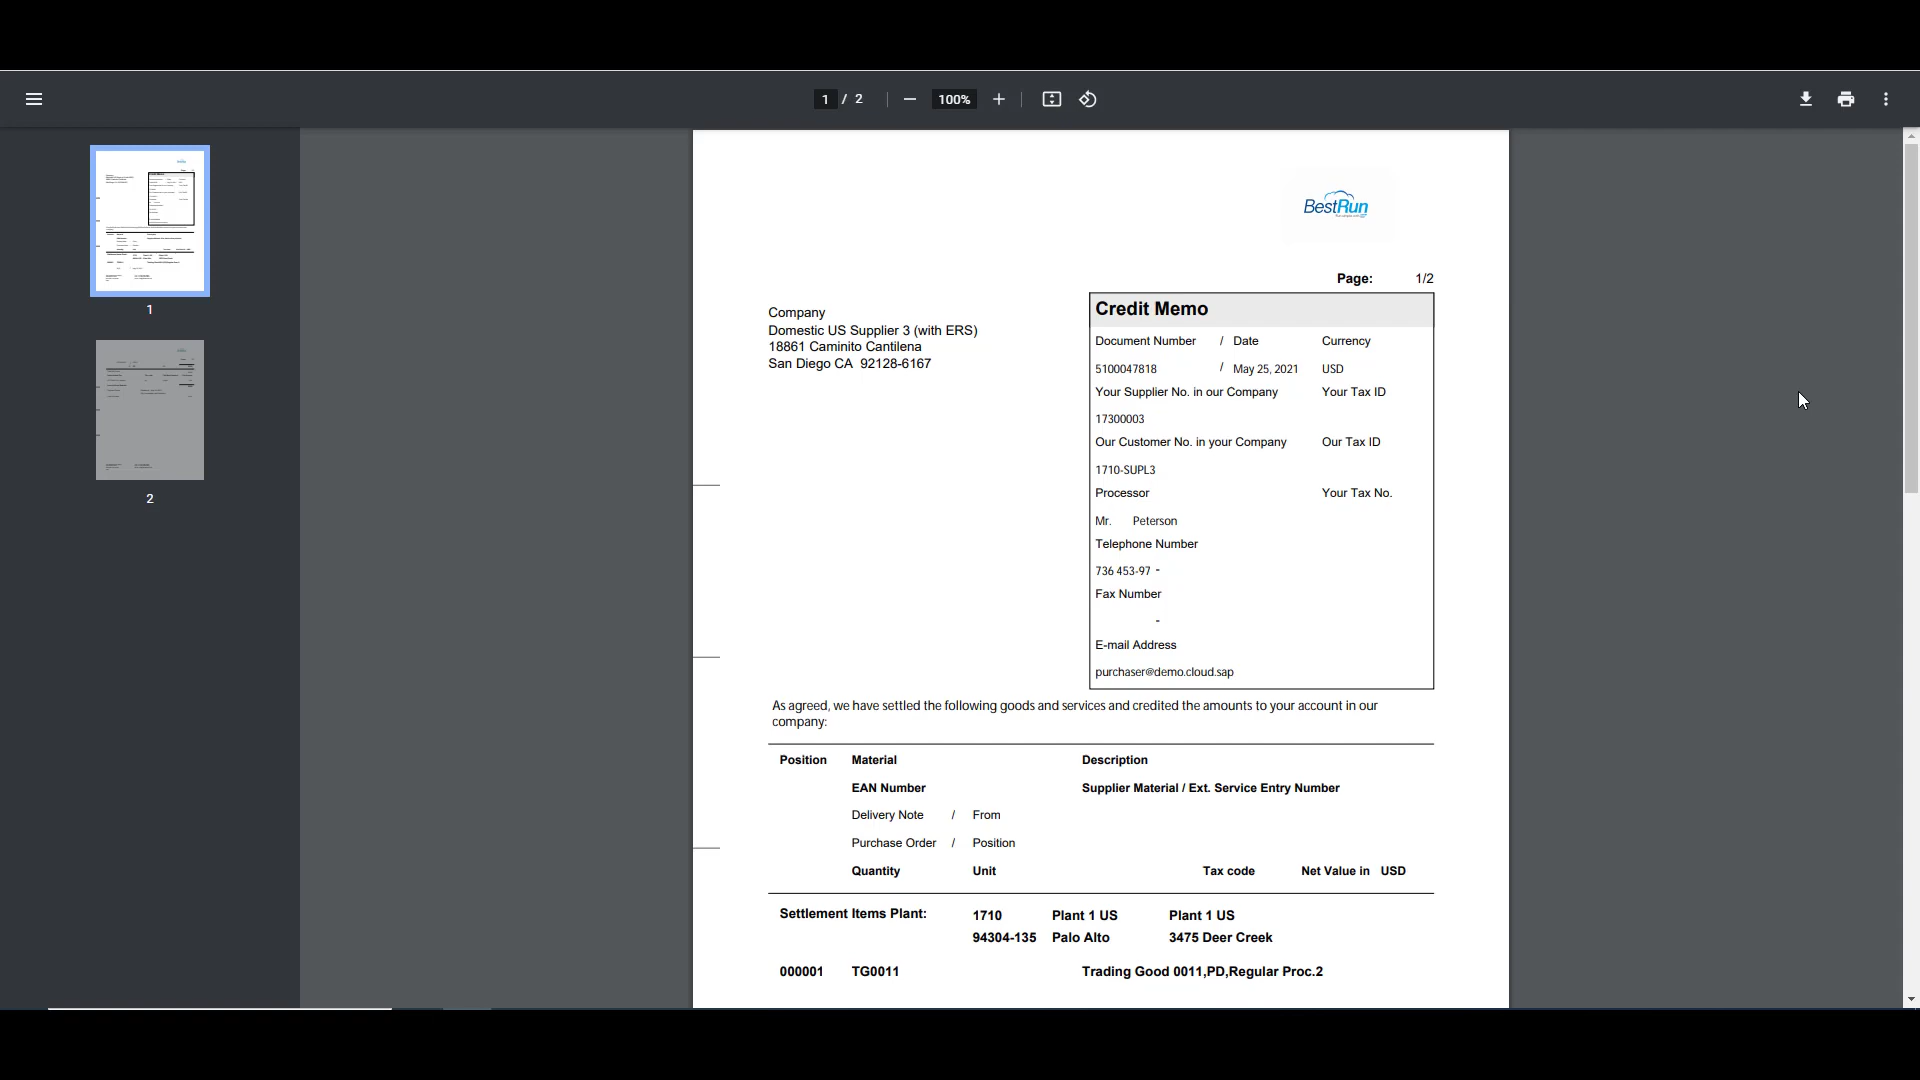 1 / 2
100%
1
2
BestRun
Page: 1/2
Company
Domestic US Supplier 3 (with ERS)
18861 Caminito Cantilena
San Diego CA 92128-6167
Credit Memo
Document Number / Date Currency
5100047818 / May 25, 2021 USD
Your Supplier No. in our Company Your Tax ID
17300003
Our Customer No. in your Company Our Tax ID
1710-SUPL3
Processor Your Tax No.
Mr. Peterson
Telephone Number
736 453-97 -
Fax Number
-
E-mail Address
purchaser@demo.cloud.sap
As agreed, we have settled the following goods and services and credited the amounts to your account in our
company:
Position Material Description
EAN Number Supplier Material / Ext. Service Entry Number
Delivery Note / From
Purchase Order / Position
Quantity Unit Tax code Net Value in USD
Settlement Items Plant: 1710 Plant 1 US Plant 1 US
94304-135 Palo Alto 3475 Deer Creek
000001 TG0011 Trading Good 0011,PD,Regular Proc.2